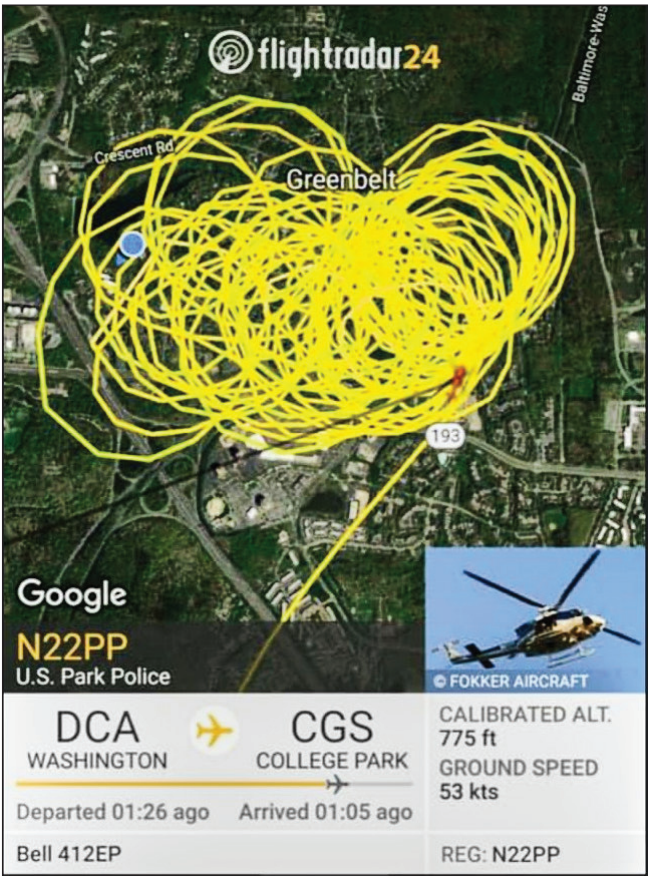 flightradar24
Baltimore-Was
Crescent Rd
Greenbelt
193
Google
N22PP
U.S. Park Police
© FOKKER AIRCRAFT
DCA
WASHINGTON
CGS
COLLEGE PARK
Departed 01:26 ago
Arrived 01:05 ago
CALIBRATED ALT.
775 ft
GROUND SPEED
53 kts
Bell 412EP
REG: N22PP